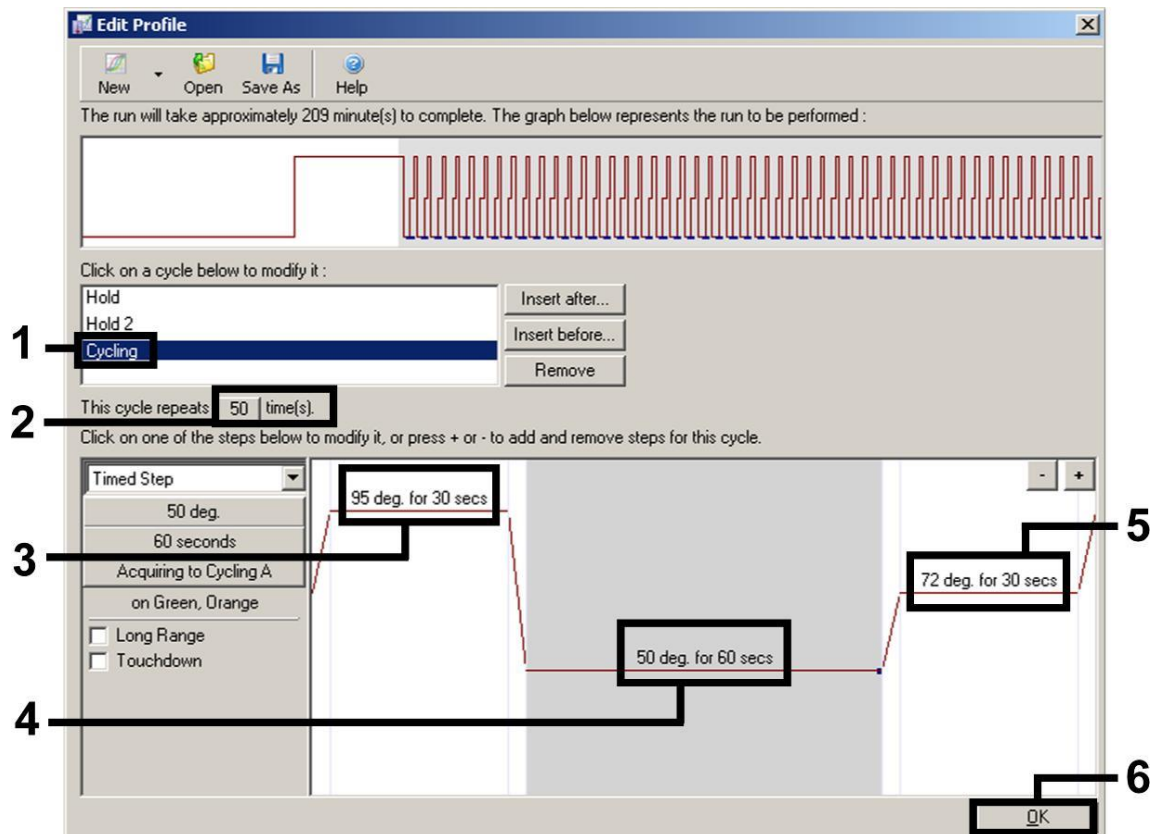 Edit Profile
New Open Save As Help
The run will take approximately 209 minute(s) to complete. The graph below represents the run to be performed :
Click on a cycle below to modify it :
Hold
Insert after...
Hold 2
Insert before...
1
Cycling
Remove
2
This cycle repeats 50 time(s).
Click on one of the steps below to modify it, or press + or - to add and remove steps for this cycle.
Timed Step
- +
50 deg.
60 seconds
Acquiring to Cycling A
on Green, Orange
Long Range
Touchdown
95 deg. for 30 secs
3
50 deg. for 60 secs
4
72 deg. for 30 secs
5
6
OK